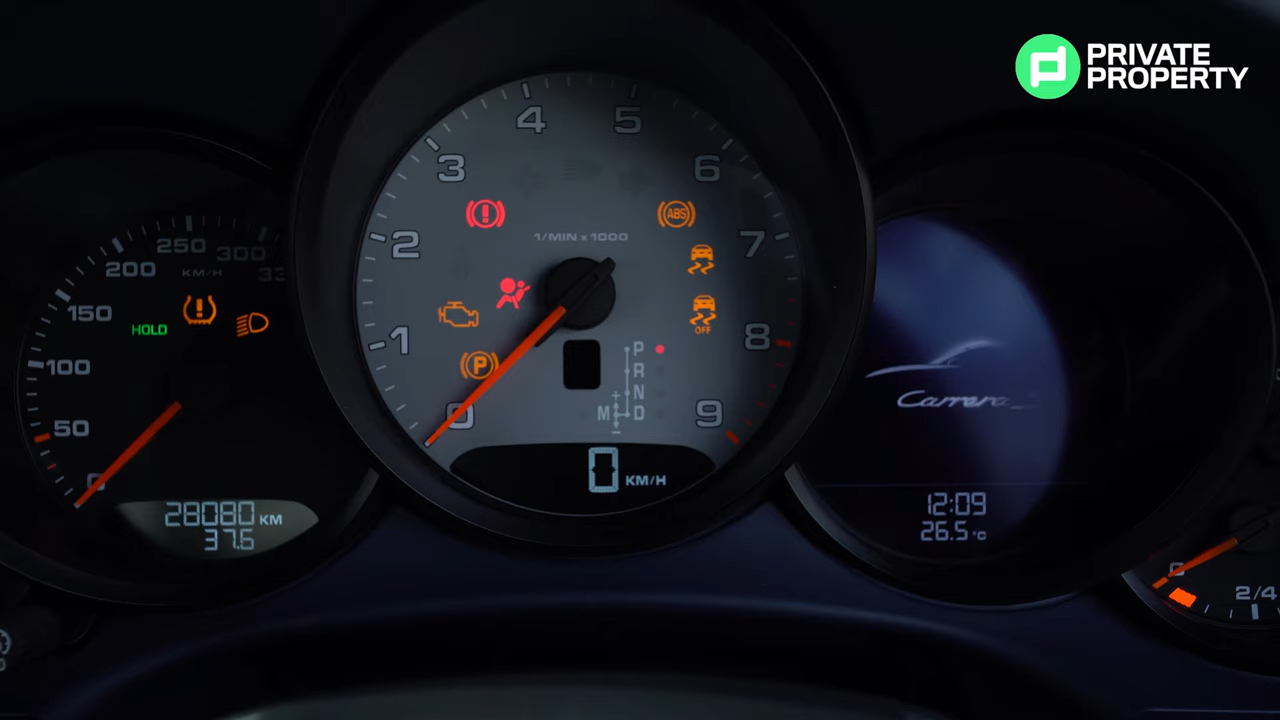 PRIVATE
PROPERTY
4 5
3 6
2 7
1 8
0 9
1/MIN x 1000
ABS
OFF
P
P
R
N
M D
+
-
0 KM/H
0 50 100 150 200 250 300
KM/H
HOLD
28080 KM
37.6
Carrera
12:09
26.5 °C
0 2/4